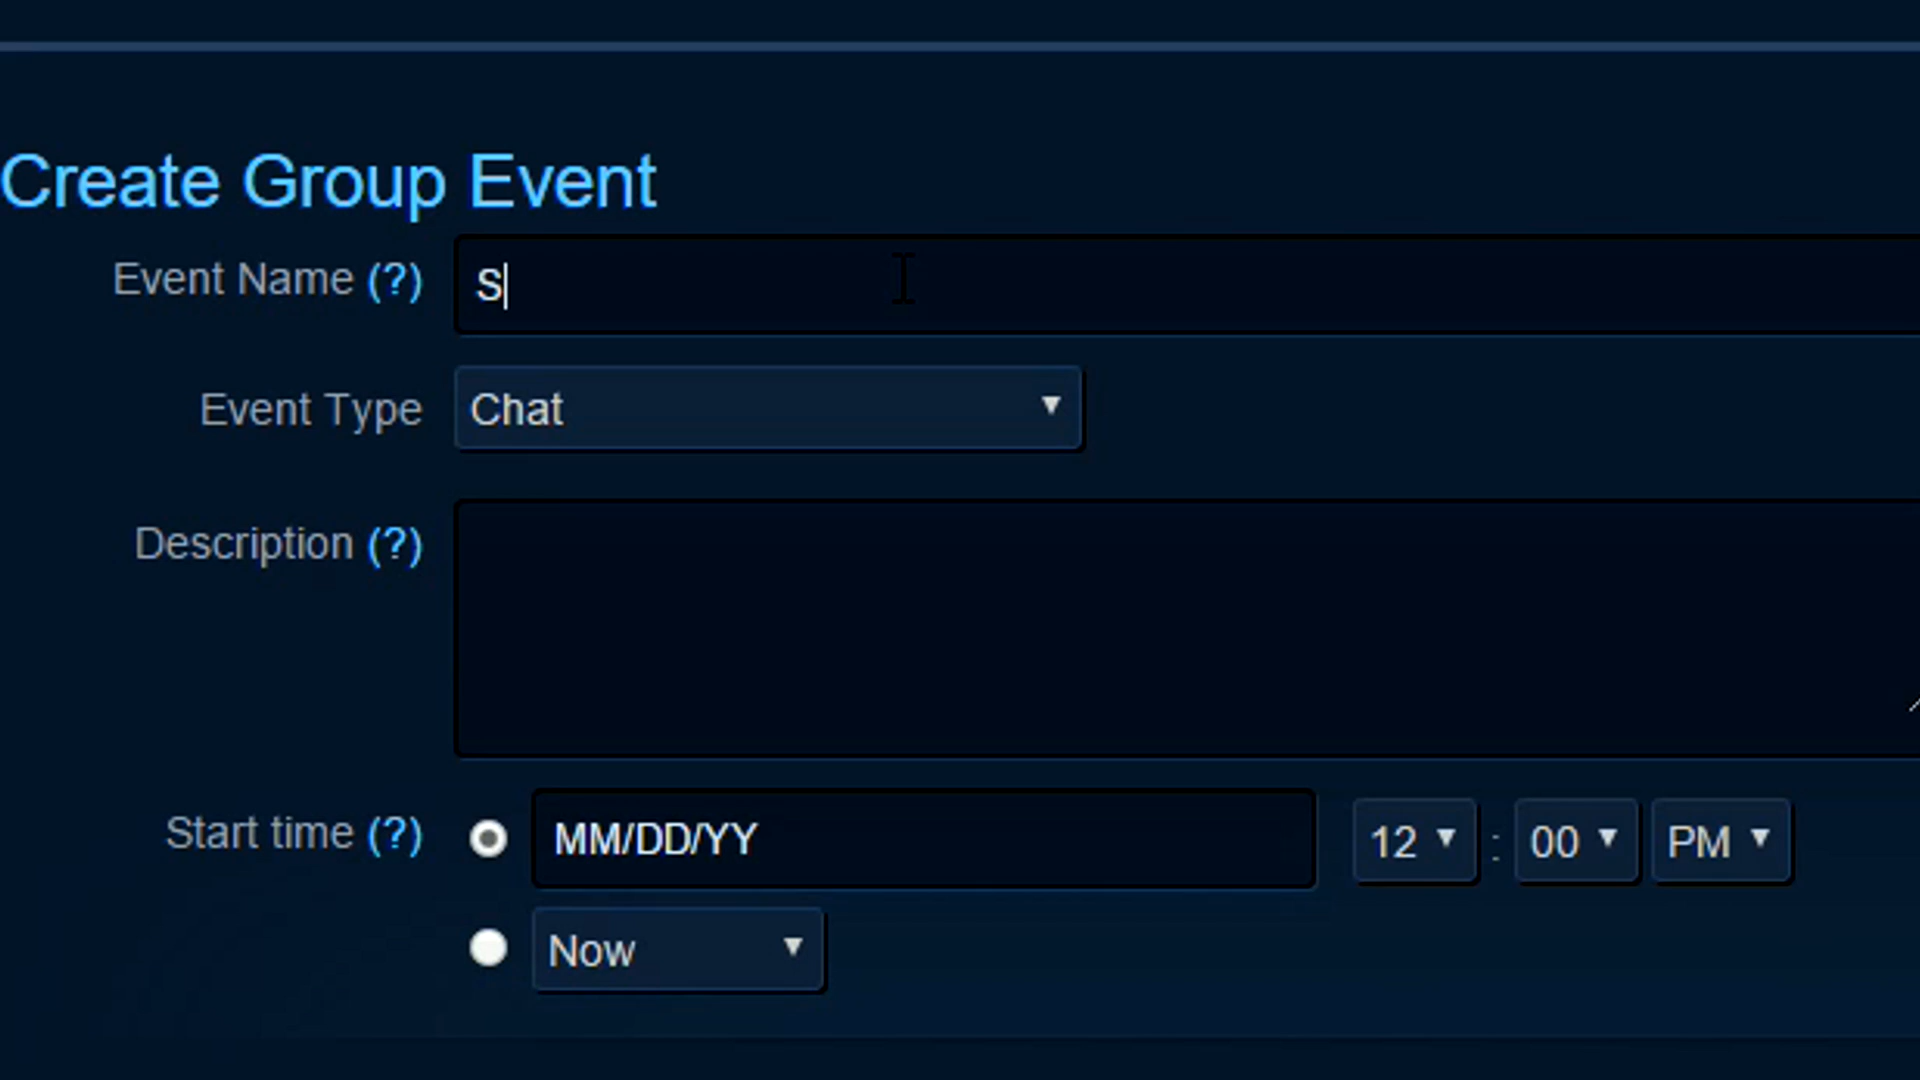 Create Group Event
Event Name (?) S
Event Type Chat
Description (?)
Start time (?) MM/DD/YY 12 : 00 PM
Now